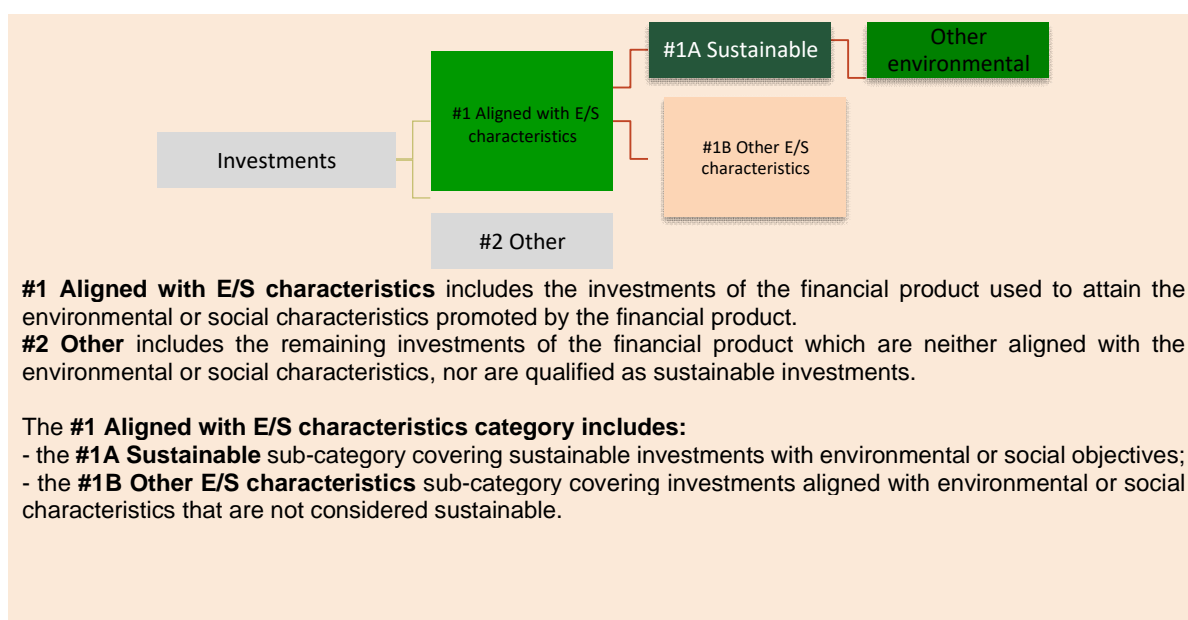 #1A Sustainable
Other
environmental
#1 Aligned with E/S
characteristics
#1B Other E/S
characteristics
Investments
#2 Other
#1 Aligned with E/S characteristics includes the investments of the financial product used to attain the
environmental or social characteristics promoted by the financial product.
#2 Other includes the remaining investments of the financial product which are neither aligned with the
environmental or social characteristics, nor are qualified as sustainable investments.
The #1 Aligned with E/S characteristics category includes:
- the #1A Sustainable sub-category covering sustainable investments with environmental or social objectives;
- the #1B Other E/S characteristics sub-category covering investments aligned with environmental or social
characteristics that are not considered sustainable.